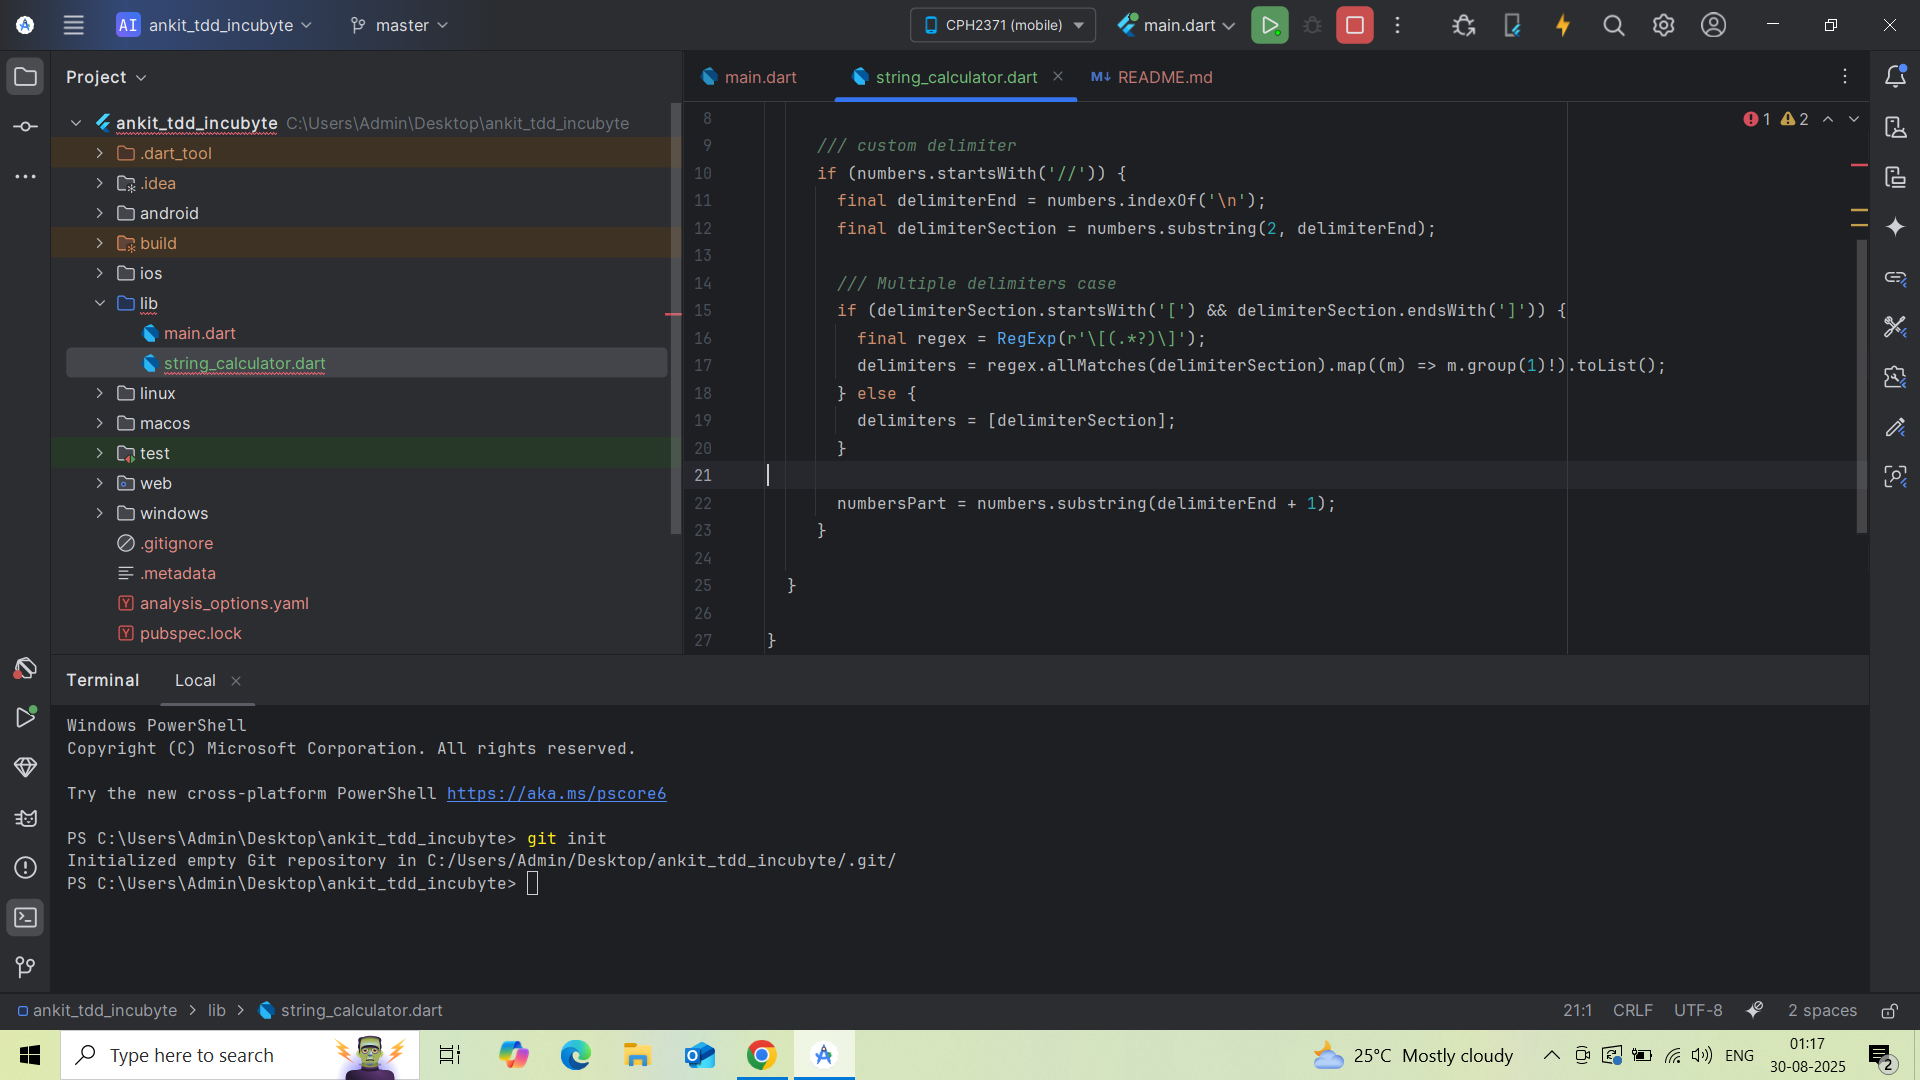 AI ankit_tdd_incubyte
master
CPH2371 (mobile)
main.dart
Project
main.dart
string_calculator.dart
M↓ README.md
ankit_tdd_incubyte C:\Users\Admin\Desktop\ankit_tdd_incubyte
.dart_tool
.idea
android
build
ios
lib
main.dart
string_calculator.dart
linux
macos
test
web
windows
.gitignore
.metadata
Y analysis_options.yaml
Y pubspec.lock
1 2
8
9 /// custom delimiter
10 if (numbers.startsWith('//')) {
11 final delimiterEnd = numbers.indexOf('\n');
12 final delimiterSection = numbers.substring(2, delimiterEnd);
13
14 /// Multiple delimiters case
15 if (delimiterSection.startsWith('[') && delimiterSection.endsWith(']')) {
16 final regex = RegExp(r'\[(.*?)\]');
17 delimiters = regex.allMatches(delimiterSection).map((m) => m.group(1)!).toList();
18 } else {
19 delimiters = [delimiterSection];
20 }
21
22 numbersPart = numbers.substring(delimiterEnd + 1);
23 }
24
25 }
26
27 }
Terminal Local
Windows PowerShell
Copyright (C) Microsoft Corporation. All rights reserved.
Try the new cross-platform PowerShell https://aka.ms/pscore6
PS C:\Users\Admin\Desktop\ankit_tdd_incubyte> git init
Initialized empty Git repository in C:/Users/Admin/Desktop/ankit_tdd_incubyte/.git/
PS C:\Users\Admin\Desktop\ankit_tdd_incubyte>
ankit_tdd_incubyte > lib > string_calculator.dart
21:1 CRLF UTF-8 2 spaces
Type here to search
25°C Mostly cloudy
ENG
01:17
30-08-2025
2